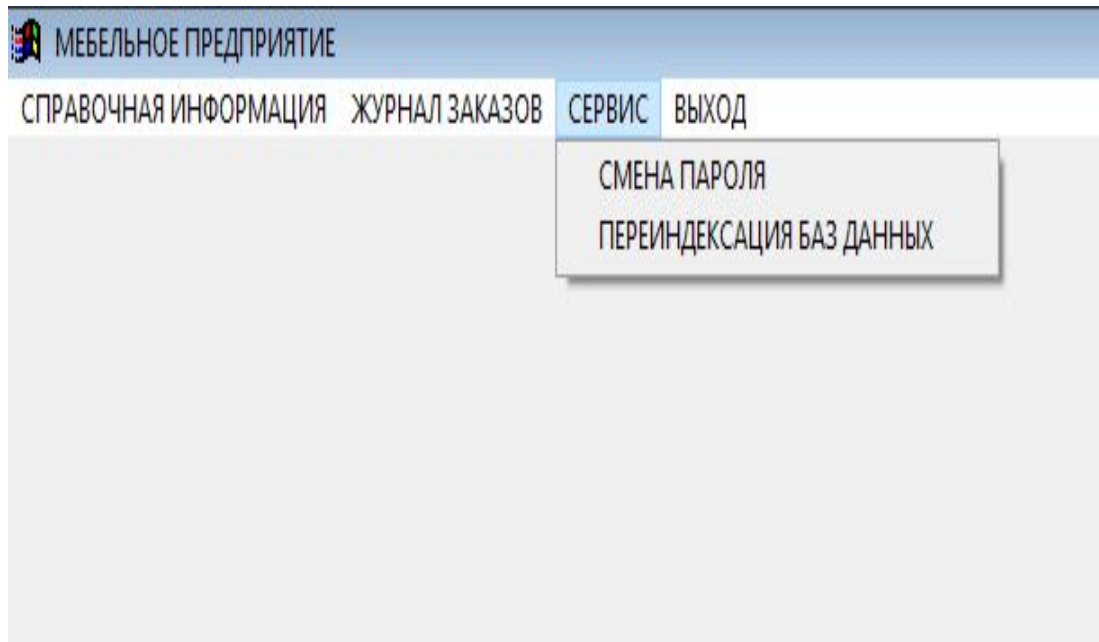 МЕБЕЛЬНОЕ ПРЕДПРИЯТИЕ
СПРАВОЧНАЯ ИНФОРМАЦИЯ ЖУРНАЛ ЗАКАЗОВ СЕРВИС ВЫХОД
СМЕНА ПАРОЛЯ
ПЕРЕИНДЕКСАЦИЯ БАЗ ДАННЫХ